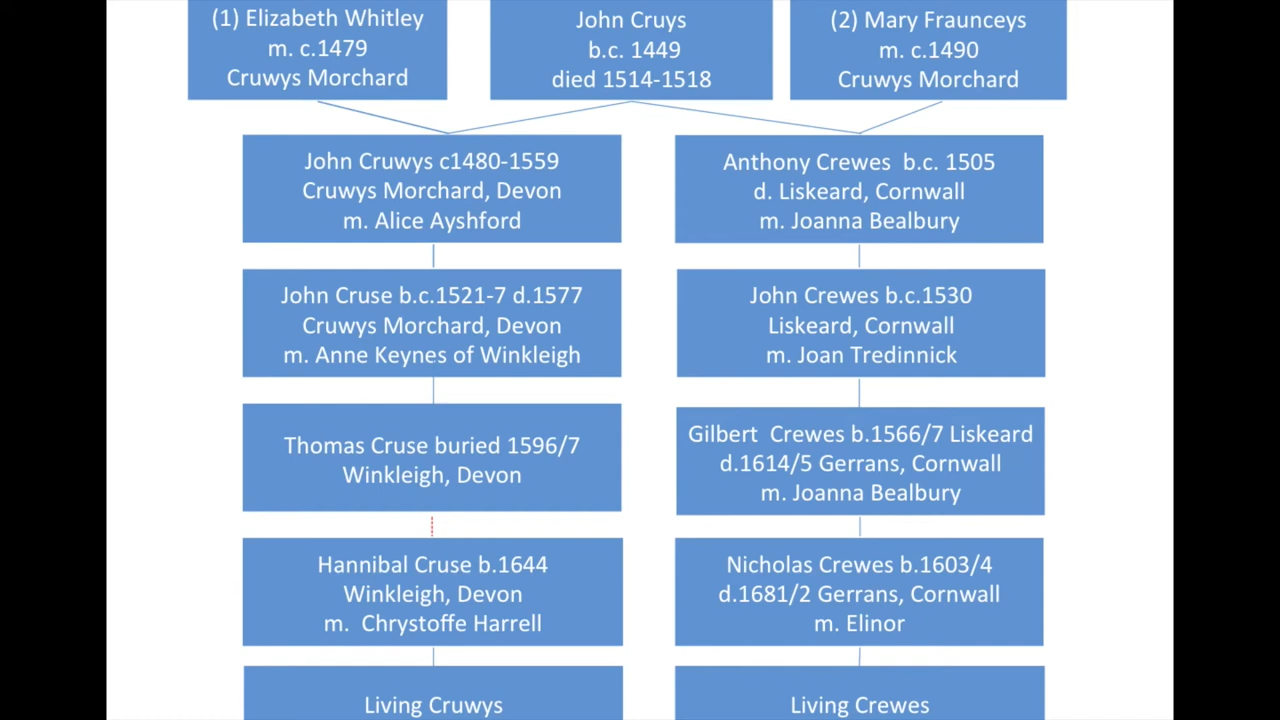 (1) Elizabeth Whitley
m. c.1479
Cruwys Morchard
John Cruys
b.c. 1449
died 1514-1518
(2) Mary Fraunceys
m. c.1490
Cruwys Morchard
John Cruwys c1480-1559
Cruwys Morchard, Devon
m. Alice Ayshford
Anthony Crewes  b.c. 1505
d. Liskeard, Cornwall
m. Joanna Bealbury
John Cruse b.c.1521-7 d.1577
Cruwys Morchard, Devon
m. Anne Keynes of Winkleigh
John Crewes b.c.1530
Liskeard, Cornwall
m. Joan Tredinnick
Thomas Cruse buried 1596/7
Winkleigh, Devon
Gilbert  Crewes b.1566/7 Liskeard
d.1614/5 Gerrans, Cornwall
m. Joanna Bealbury
Hannibal Cruse b.1644
Winkleigh, Devon
m.  Chrystoffe Harrell
Nicholas Crewes b.1603/4
d.1681/2 Gerrans, Cornwall
m. Elinor
Living Cruwys
Living Crewes